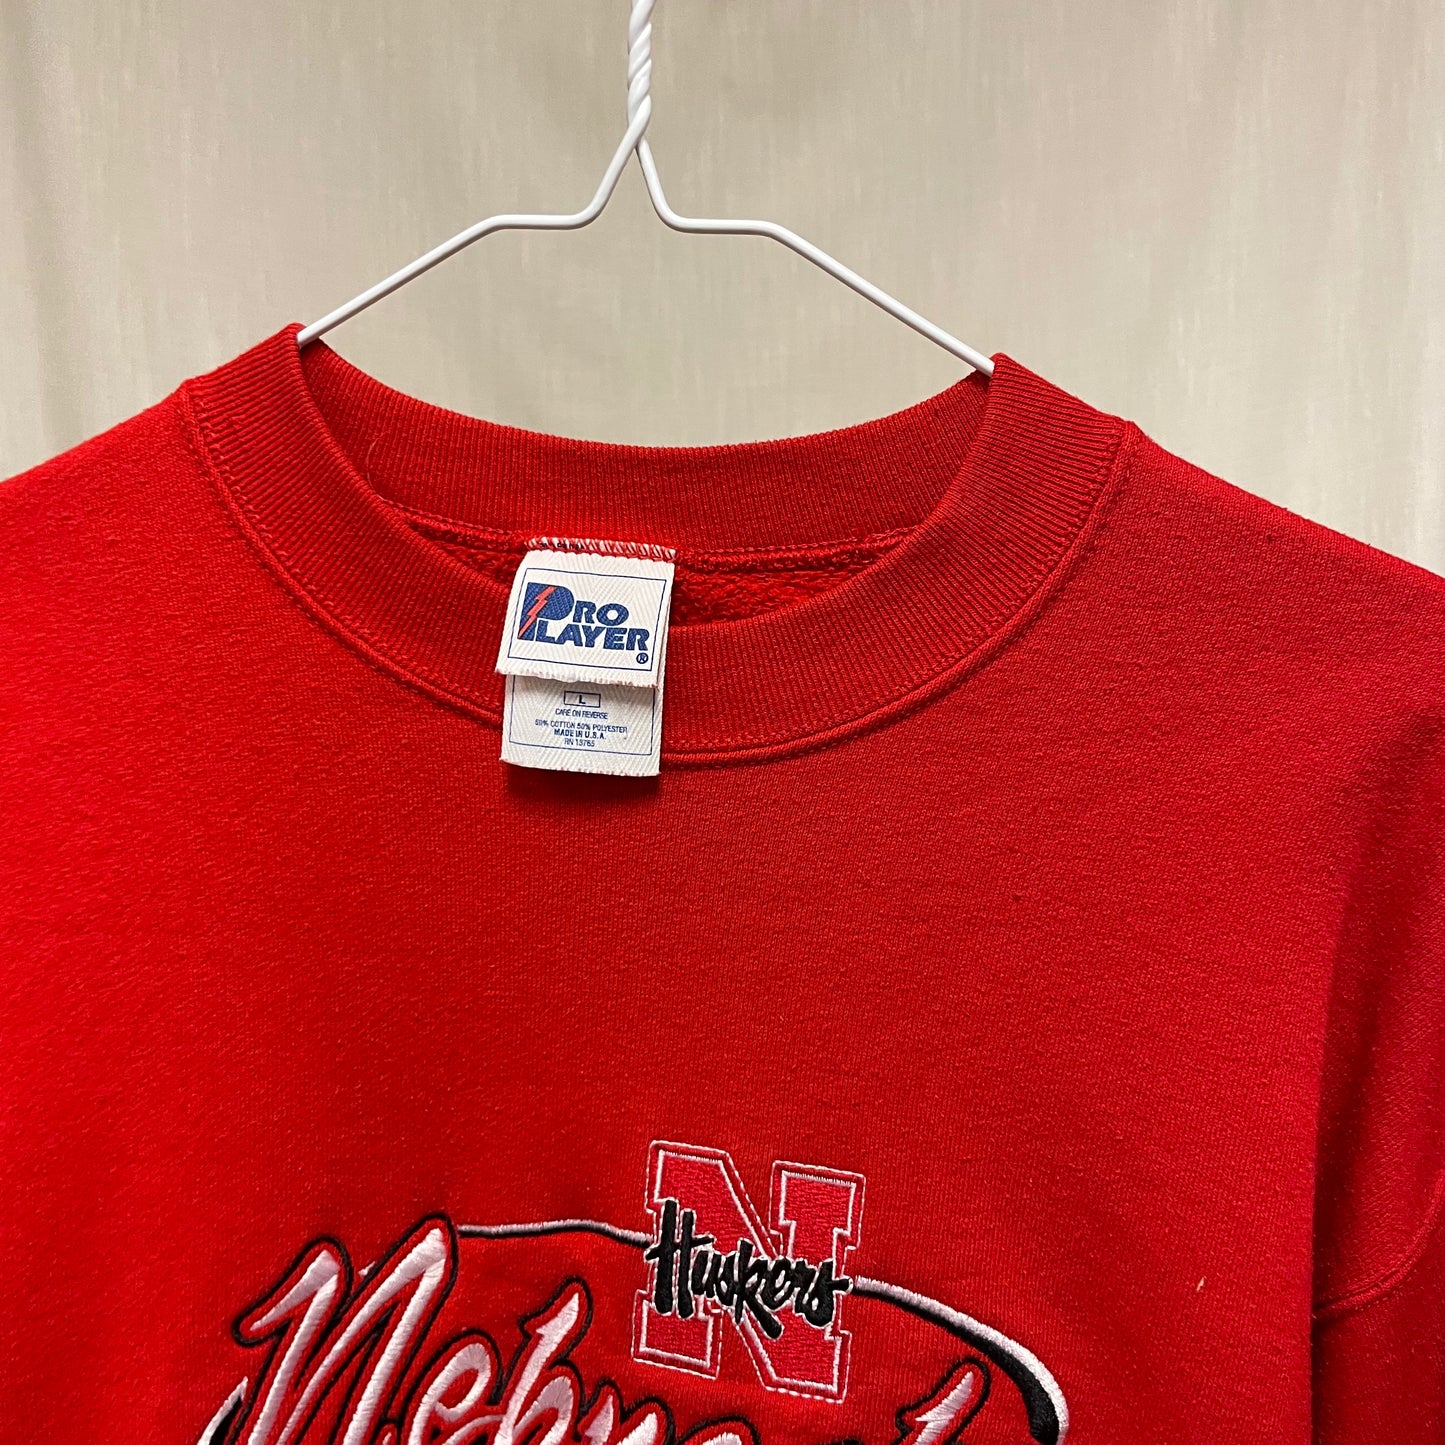 PRO
PLAYER®
L
CARE ON REVERSE
50% COTTON 50% POLYESTER
MADE IN U.S.A.
RN 13765
N
Huskers